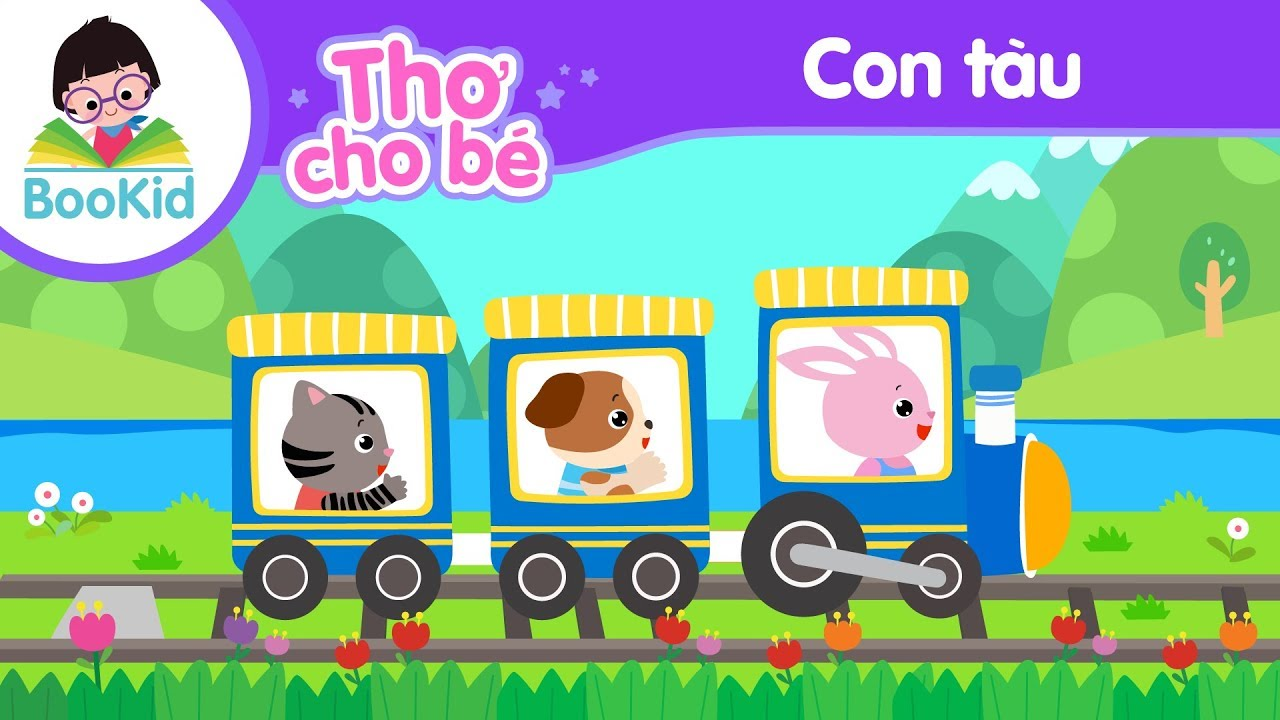 BooKid
Thơ
cho bé
Con tàu